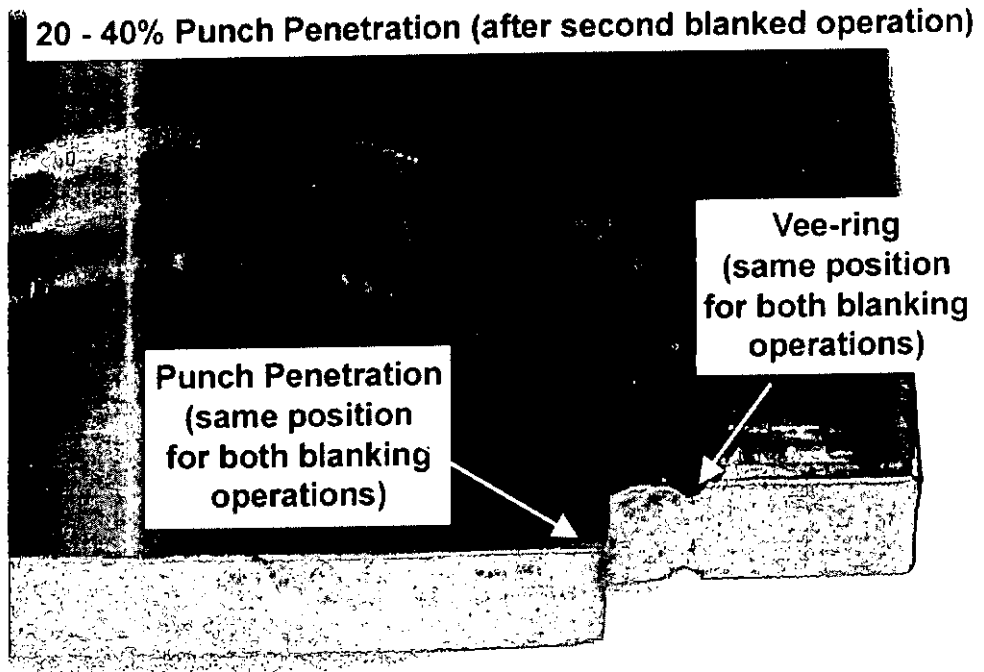 20 - 40% Punch Penetration (after second blanked operation)
Vee-ring
(same position
for both blanking
operations)
Punch Penetration
(same position
for both blanking
operations)